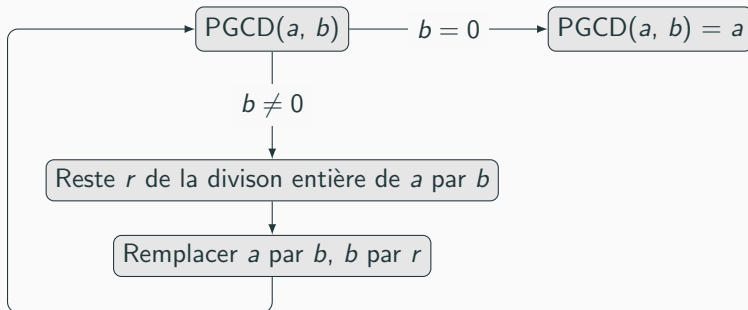 PGCD(a, b) b = 0 PGCD(a, b) = a
b ≠ 0
Reste r de la divison entière de a par b
Remplacer a par b, b par r